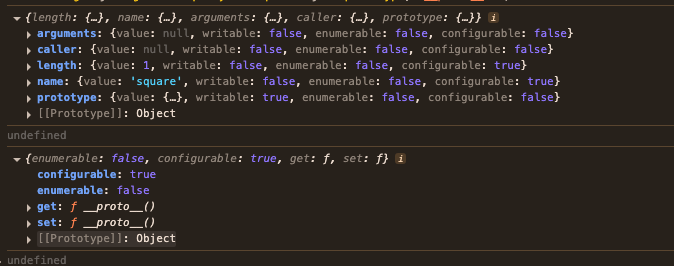 {length: {…}, name: {…}, arguments: {…}, caller: {…}, prototype: {…}} i
arguments: {value: null, writable: false, enumerable: false, configurable: false}
caller: {value: null, writable: false, enumerable: false, configurable: false}
length: {value: 1, writable: false, enumerable: false, configurable: true}
name: {value: 'square', writable: false, enumerable: false, configurable: true}
prototype: {value: {…}, writable: true, enumerable: false, configurable: false}
[[Prototype]]: Object
undefined
{enumerable: false, configurable: true, get: ƒ, set: ƒ} i
configurable: true
enumerable: false
get: ƒ __proto__()
set: ƒ __proto__()
[[Prototype]]: Object
undefined